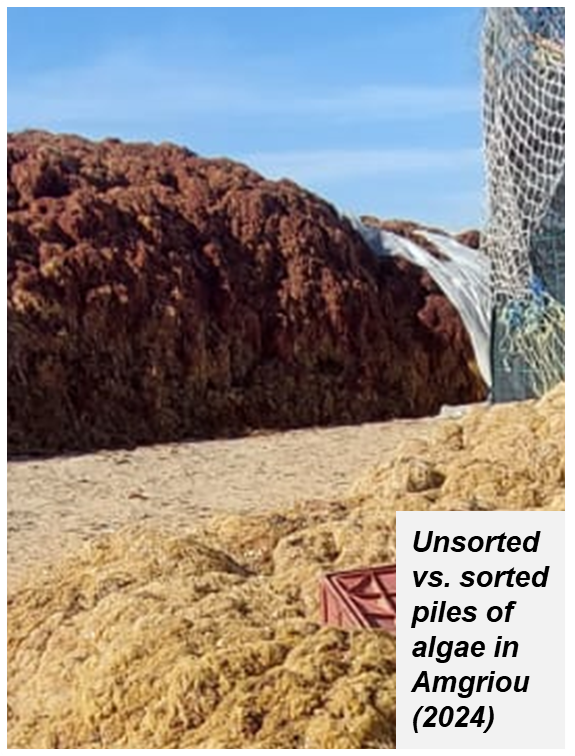 Unsorted
vs. sorted
piles of
algae in
Amgriou
(2024)